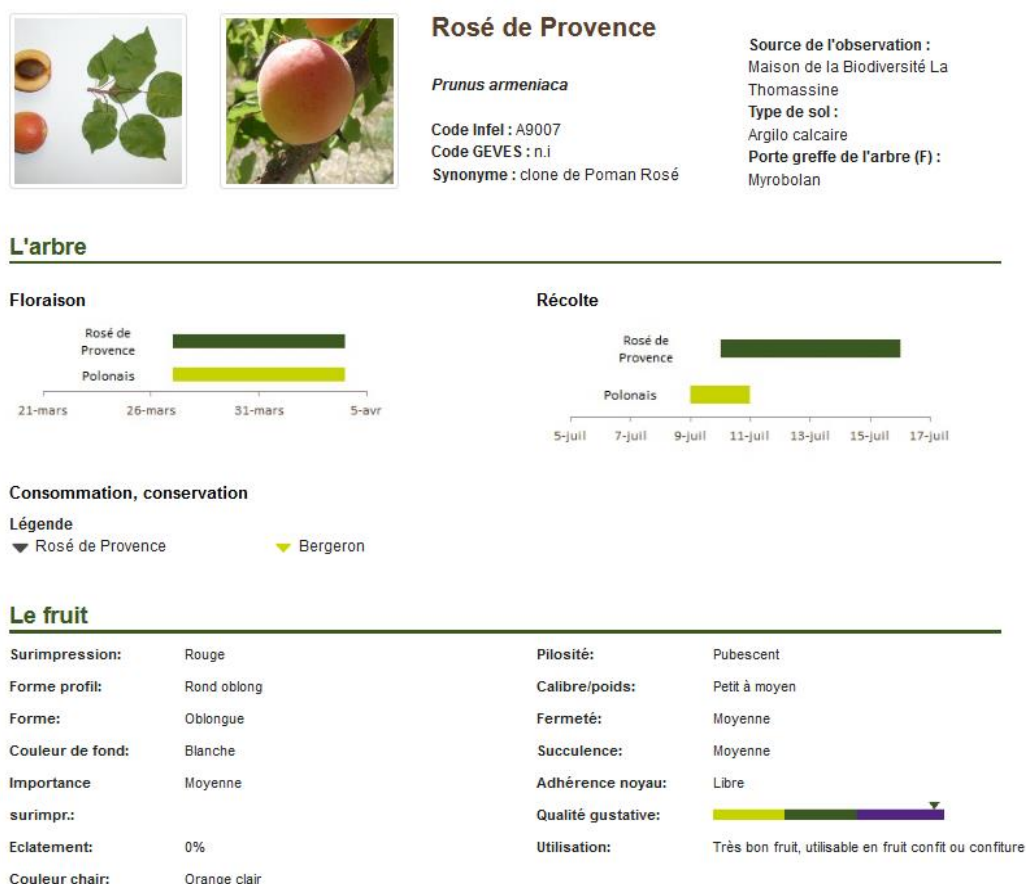 Rosé de Provence
Prunus armeniaca
Code Infel : A9007
Code GEVES : n.i
Synonyme : clone de Poman Rosé
Source de l'observation :
Maison de la Biodiversité La
Thomassine
Type de sol :
Argilo calcaire
Porte greffe de l'arbre (F) :
Myrobolan
L'arbre
Floraison
Rosé de
Provence
Polonais
21-mars 26-mars 31-mars 5-avr
Récolte
Rosé de
Provence
Polonais
5-juil 7-juil 9-juil 11-juil 13-juil 15-juil 17-juil
Consommation, conservation
Légende
Rosé de Provence Bergeron
Le fruit
Surimpression: Rouge
Forme profil: Rond oblong
Forme: Oblongue
Couleur de fond: Blanche
Importance Moyenne
surimpr.:
Eclatement: 0%
Couleur chair: Orange clair
Pilosité: Pubescent
Calibre/poids: Petit à moyen
Fermeté: Moyenne
Succulence: Moyenne
Adhérence noyau: Libre
Qualité gustative:
Utilisation: Très bon fruit, utilisable en fruit confit ou confiture